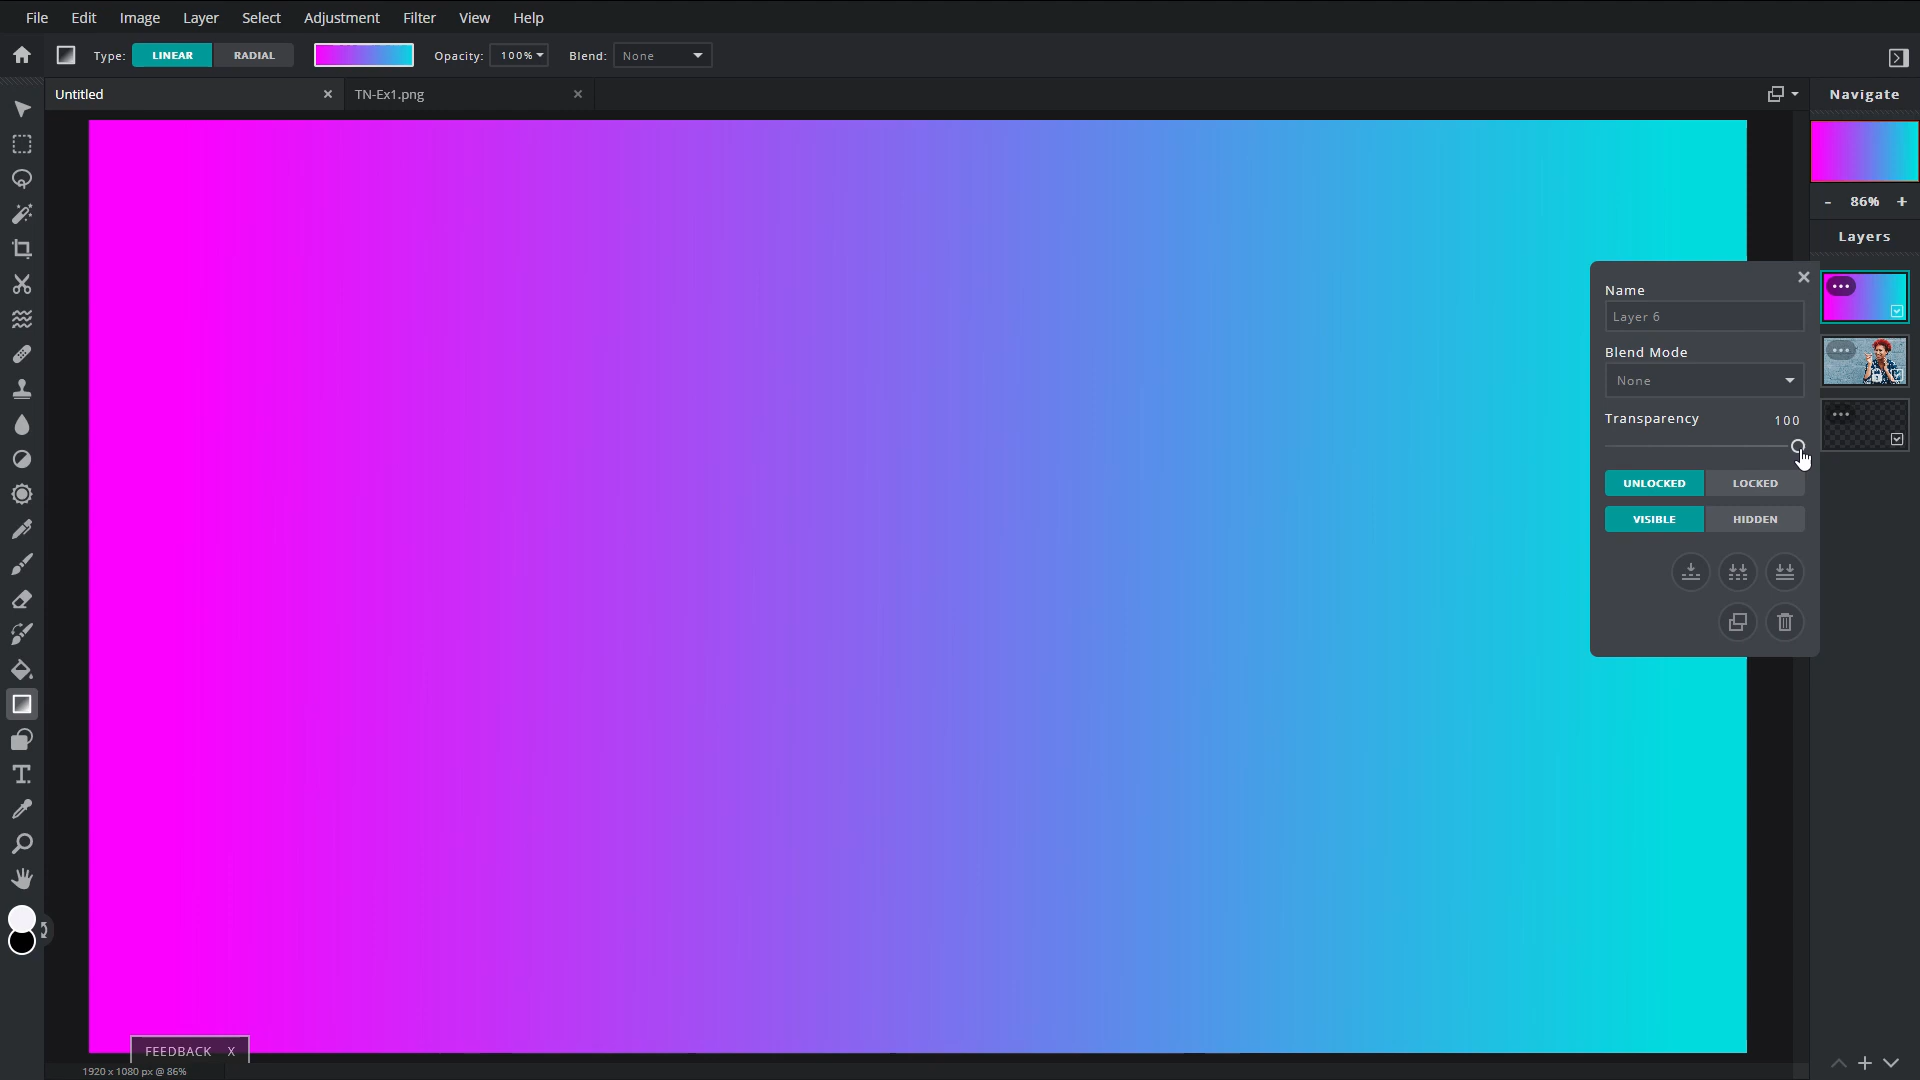 File Edit Image Layer Select Adjustment Filter View Help
Type: LINEAR RADIAL Opacity: 100% Blend: None
Untitled TN-Ex1.png
Navigate
86%
Layers
Name
Layer 6
Blend Mode
None
Transparency 100
UNLOCKED LOCKED
VISIBLE HIDDEN
FEEDBACK X
1920 x 1080 px @ 86%